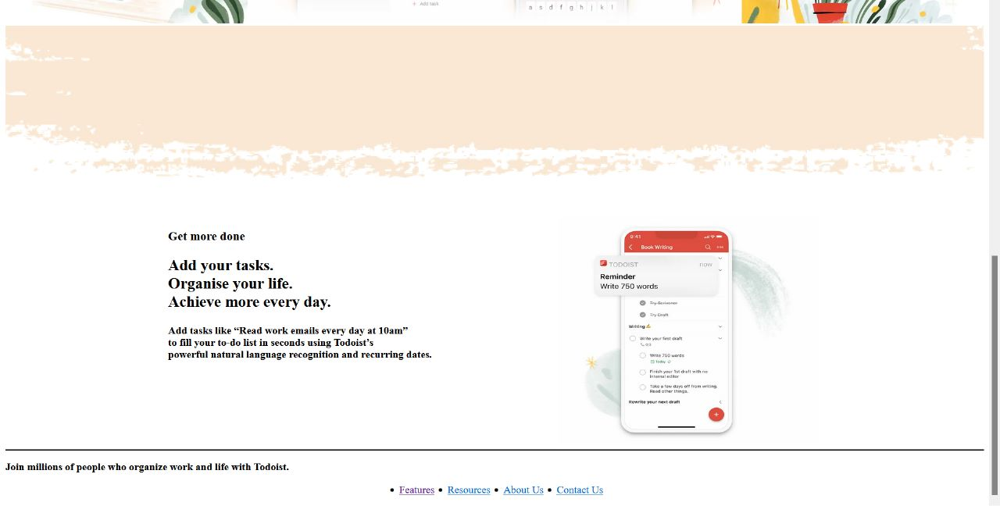 + Add task
a s d f g h j k l
Get more done
Add your tasks.
Organise your life.
Achieve more every day.
Add tasks like “Read work emails every day at 10am”
to fill your to-do list in seconds using Todoist’s
powerful natural language recognition and recurring dates.
9:41
Book Writing
TODOIST now
Reminder
Write 750 words
Try Scrivener
Try Draft
Writing ✍️
Write your first draft
0/3
Write 750 words
Today
Finish your 1st draft with no
internal editor
Take a few days off from writing.
Read other things.
Rewrite your next draft
+
Join millions of people who organize work and life with Todoist.
• Features • Resources • About Us • Contact Us